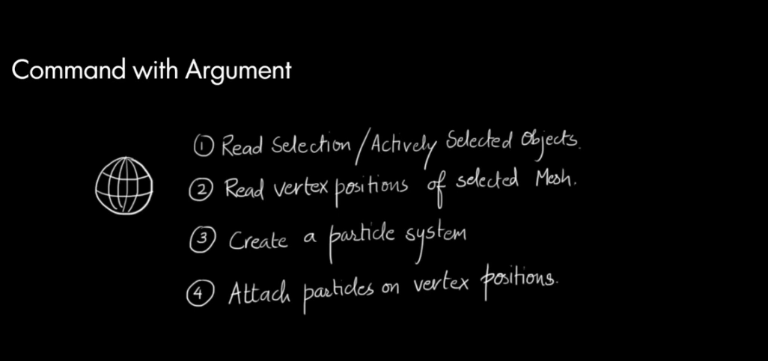 Command with Argument
① Read Selection/Actively Selected Objects.
② Read vertex positions of selected Mesh.
③ Create a particle system
④ Attach particles on vertex positions.